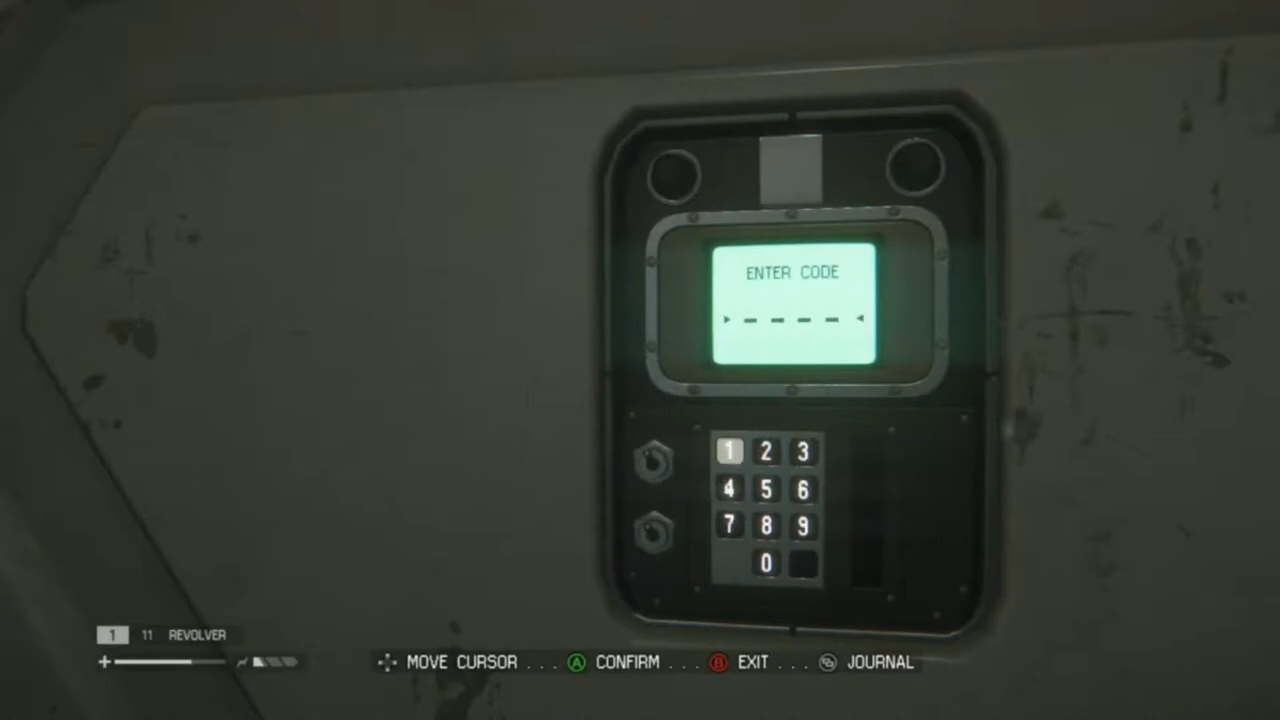 ENTER CODE
1 2 3
4 5 6
7 8 9
0
1 11 REVOLVER
MOVE CURSOR . . . A CONFIRM . . . B EXIT . . . JOURNAL